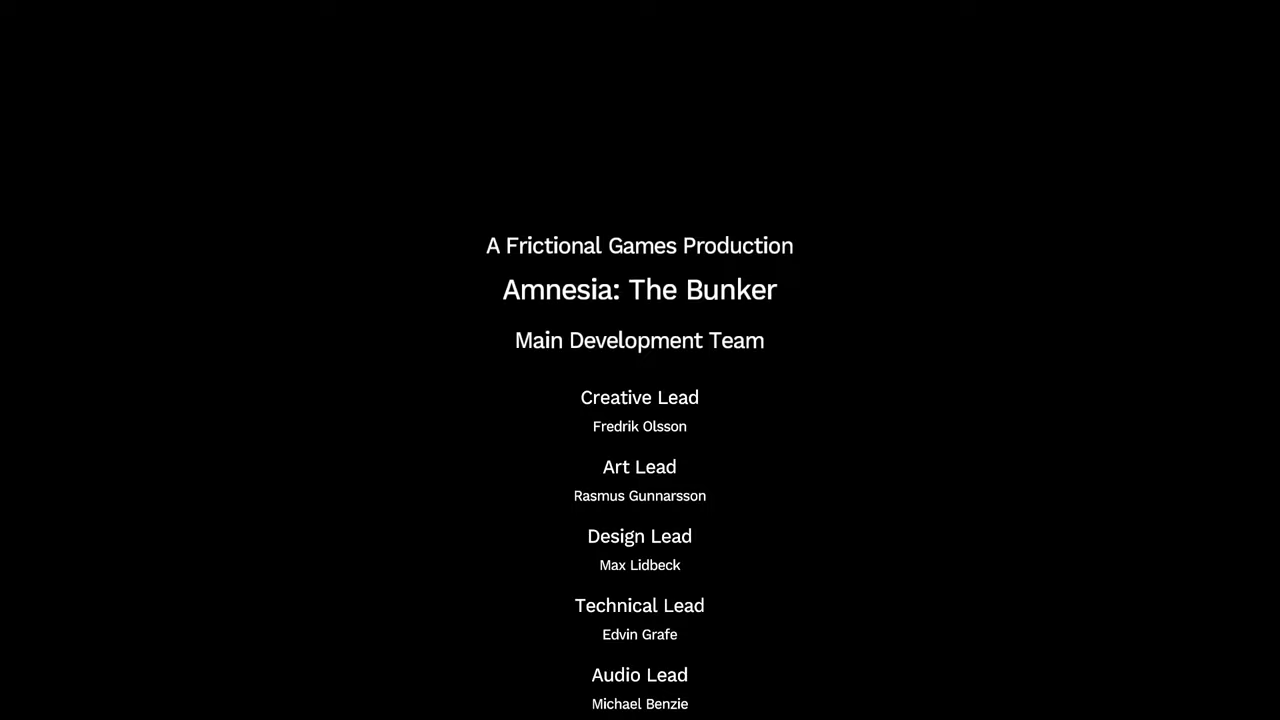 A Frictional Games Production
Amnesia: The Bunker
Main Development Team
Creative Lead
Fredrik Olsson
Art Lead
Rasmus Gunnarsson
Design Lead
Max Lidbeck
Technical Lead
Edvin Grafe
Audio Lead
Michael Benzie